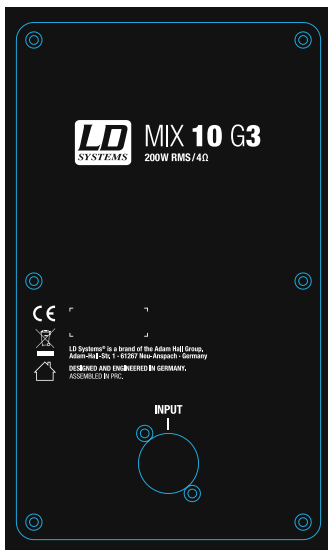 LD
SYSTEMS
MIX 10 G3
200W RMS/4Ω
CE
LD Systems® is a brand of the Adam Hall Group,
Adam-Hall-Str, 1 - 61267 Neu-Anspach - Germany
DESIGNED AND ENGINEERED IN GERMANY.
ASSEMBLED IN PRC.
INPUT